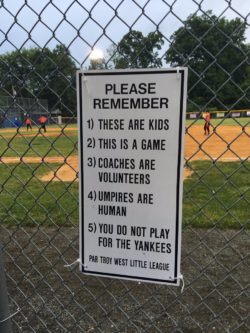 PLEASE
REMEMBER
1) THESE ARE KIDS
2) THIS IS A GAME
3) COACHES ARE
VOLUNTEERS
4) UMPIRES ARE
HUMAN
5) YOU DO NOT PLAY
FOR THE YANKEES
PAR TROY WEST LITTLE LEAGUE